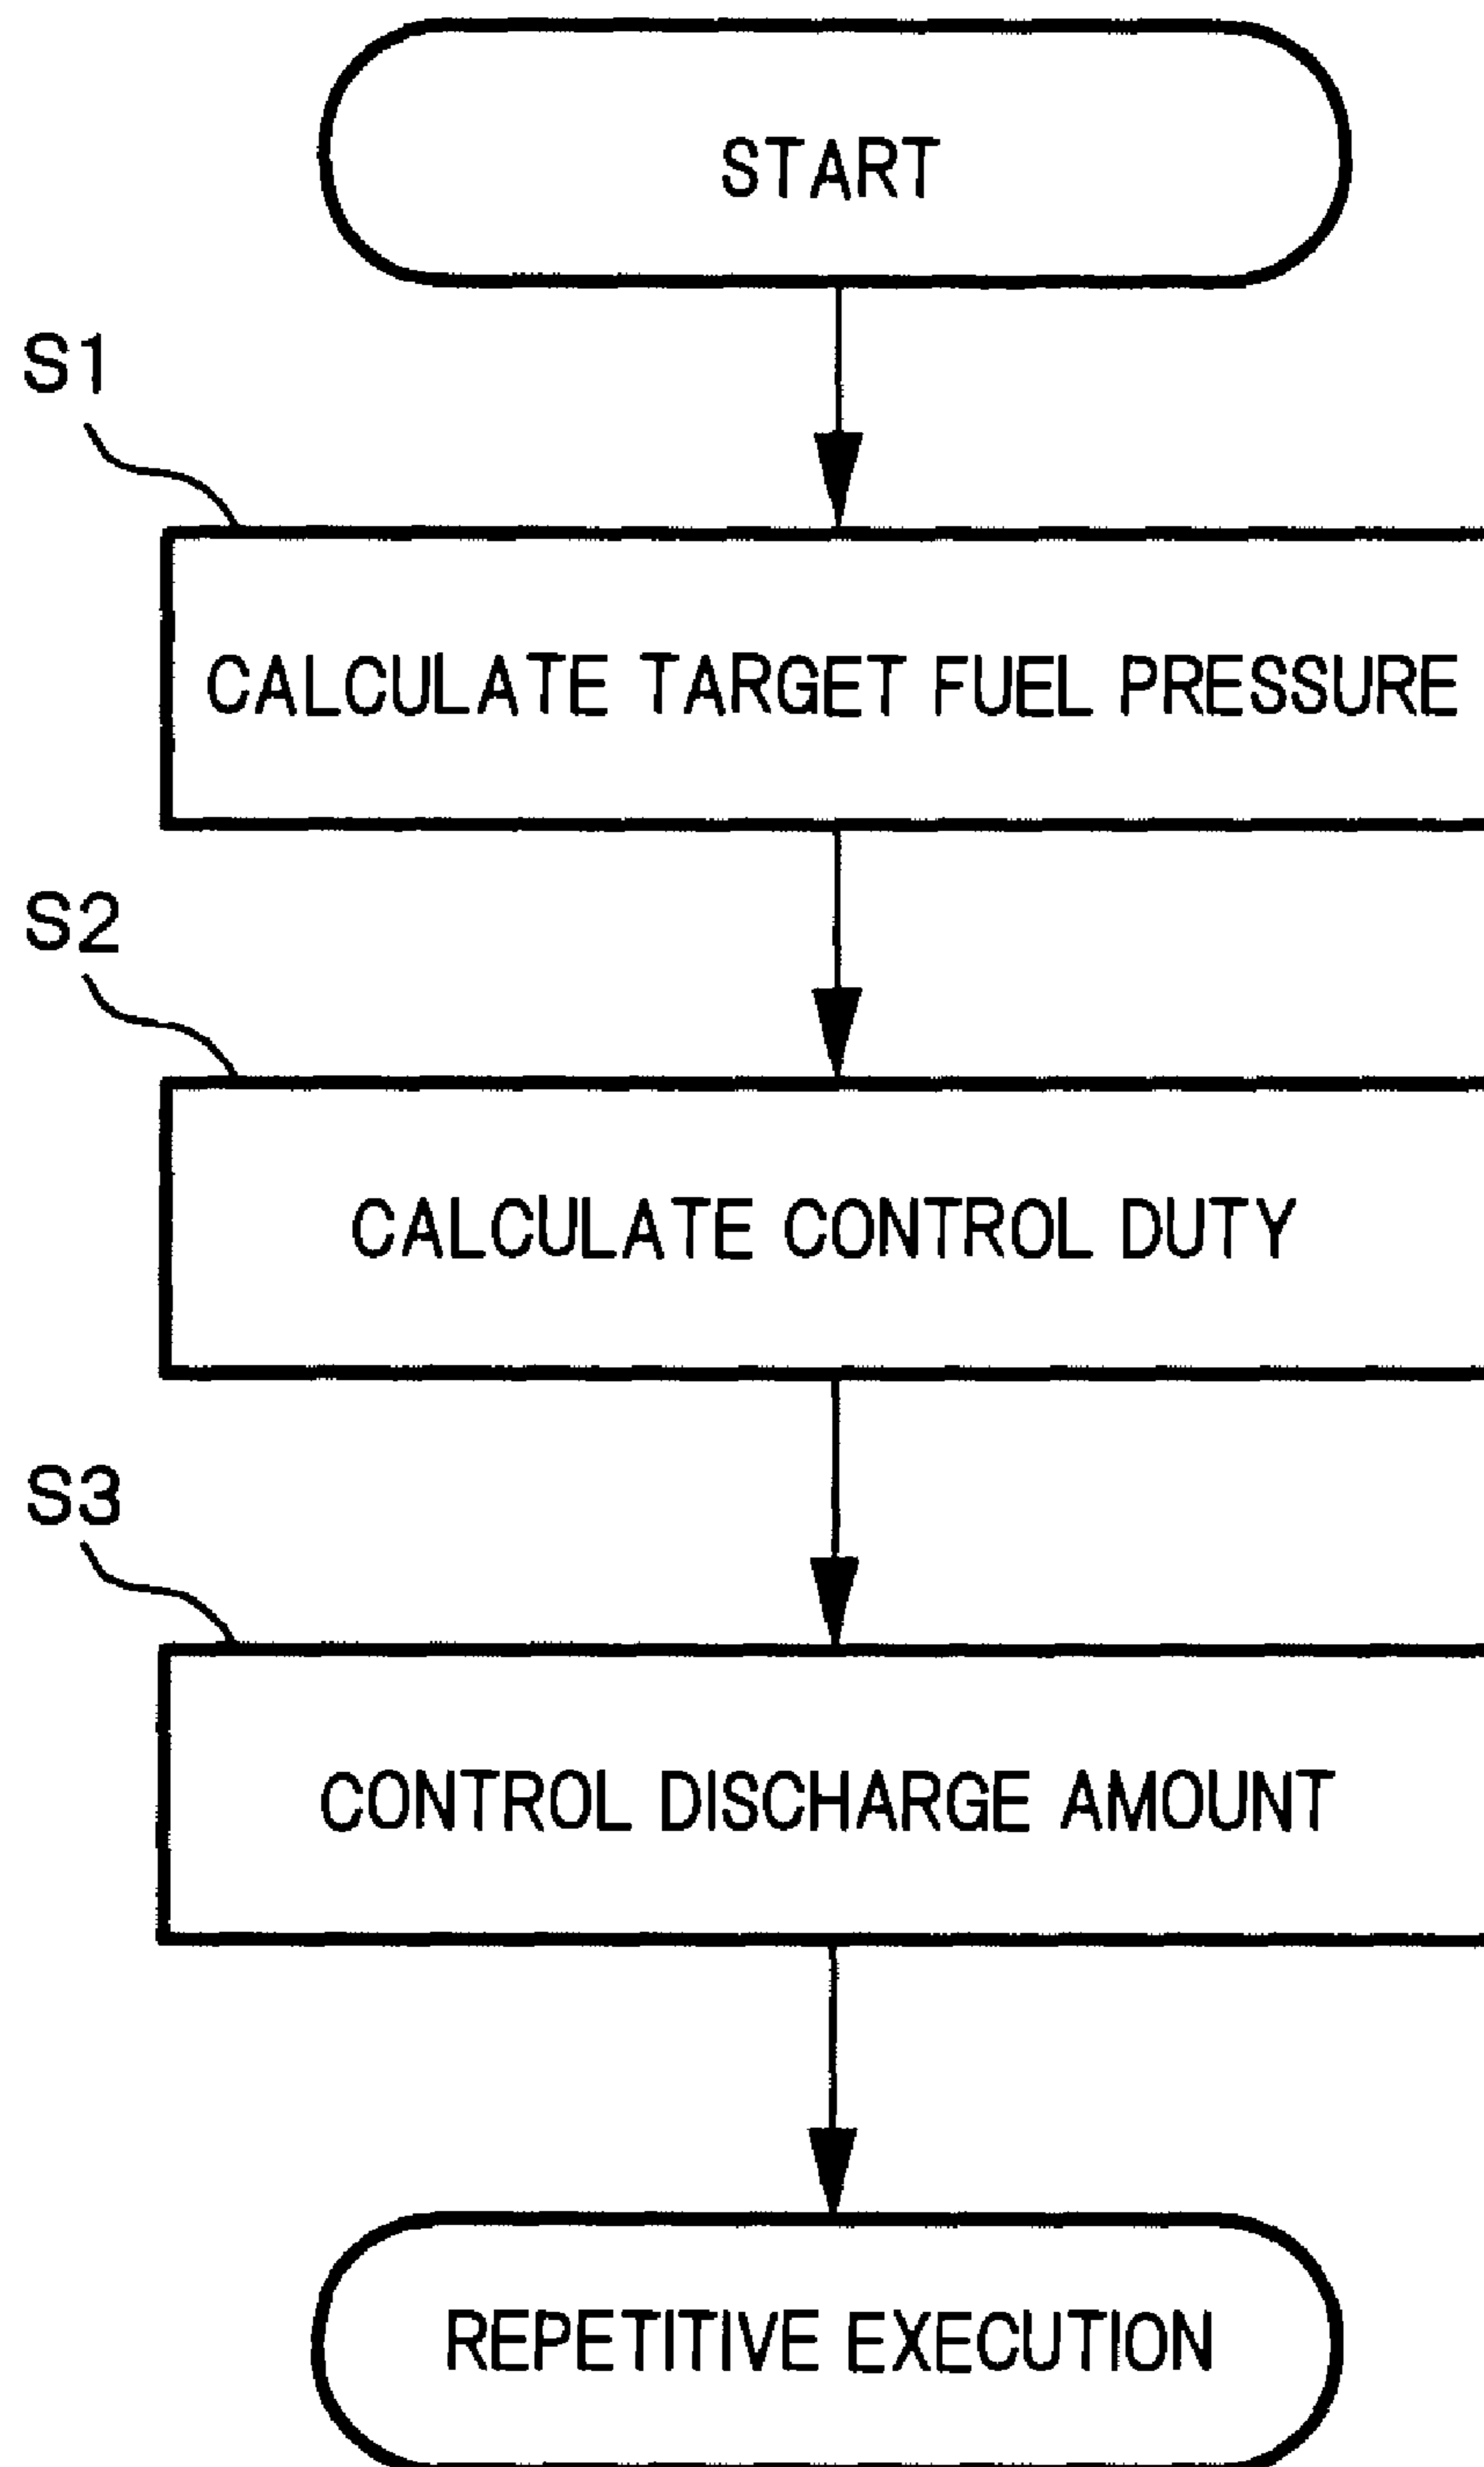 START
S1
CALCULATE TARGET FUEL PRESSURE
S2
CALCULATE CONTROL DUTY
S3
CONTROL DISCHARGE AMOUNT
REPETITIVE EXECUTION